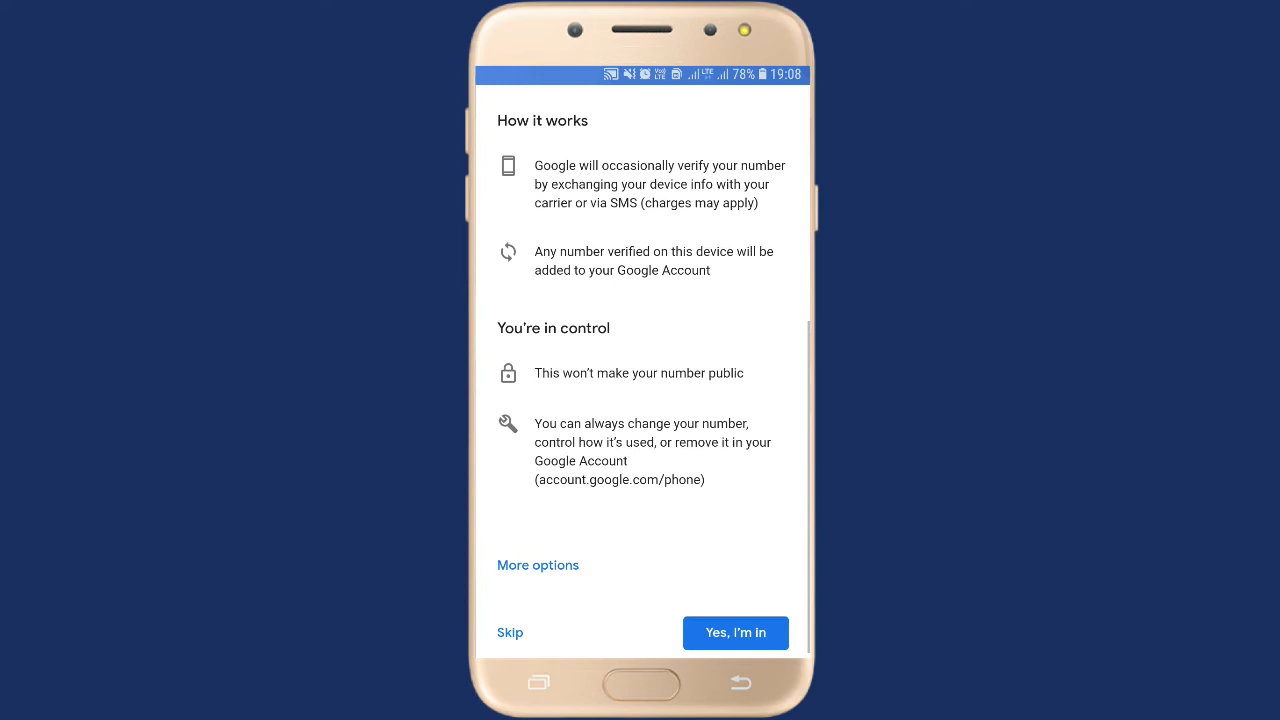 LTE 78% 19:08
How it works
Google will occasionally verify your number
by exchanging your device info with your
carrier or via SMS (charges may apply)
Any number verified on this device will be
added to your Google Account
You're in control
This won't make your number public
You can always change your number,
control how it's used, or remove it in your
Google Account
(account.google.com/phone)
More options
Skip
Yes, I'm in